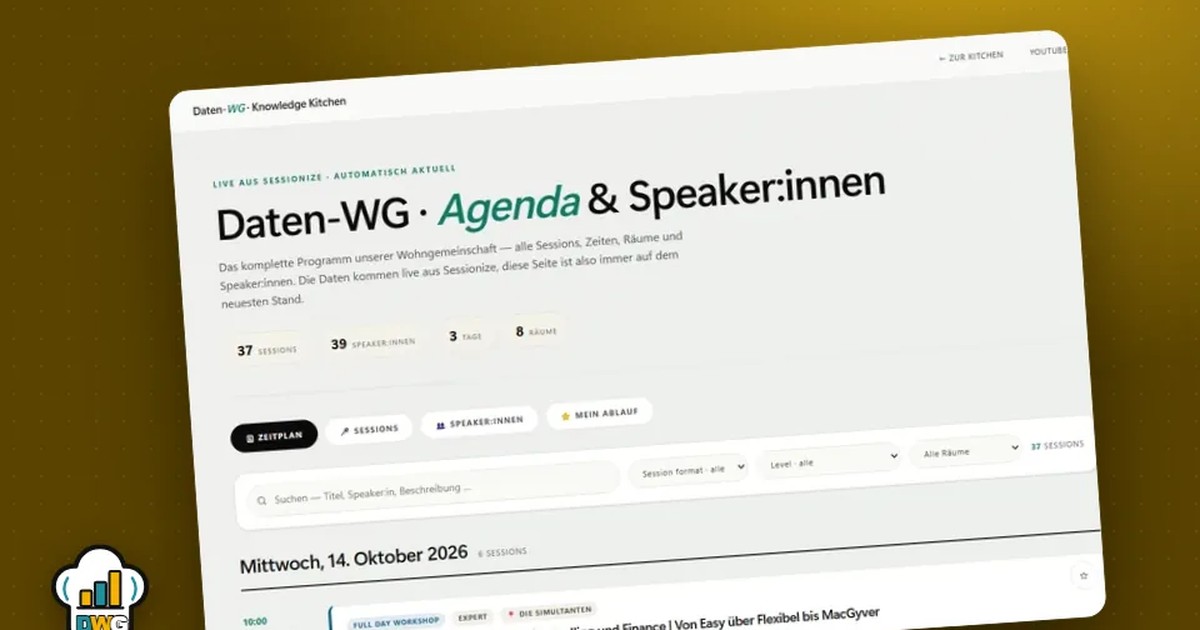 Daten-WG · Knowledge Kitchen
← ZUR KITCHEN
YOUTUBE
LIVE AUS SESSIONIZE · AUTOMATISCH AKTUELL
Daten-WG · Agenda & Speaker:innen
Das komplette Programm unserer Wohngemeinschaft — alle Sessions, Zeiten, Räume und
Speaker:innen. Die Daten kommen live aus Sessionize, diese Seite ist also immer auf dem
neuesten Stand.
37 SESSIONS
39 SPEAKER:INNEN
3 TAGE
8 RÄUME
ZEITPLAN
SESSIONS
SPEAKER:INNEN
MEIN ABLAUF
Suchen — Titel, Speaker:in, Beschreibung ...
Session format · alle
Level · alle
Alle Räume
37 SESSIONS
Mittwoch, 14. Oktober 2026
6 SESSIONS
10:00
FULL DAY WORKSHOP
EXPERT
DIE SIMULTANTEN
und Finance | Von Easy über Flexibel bis MacGyver
DWG